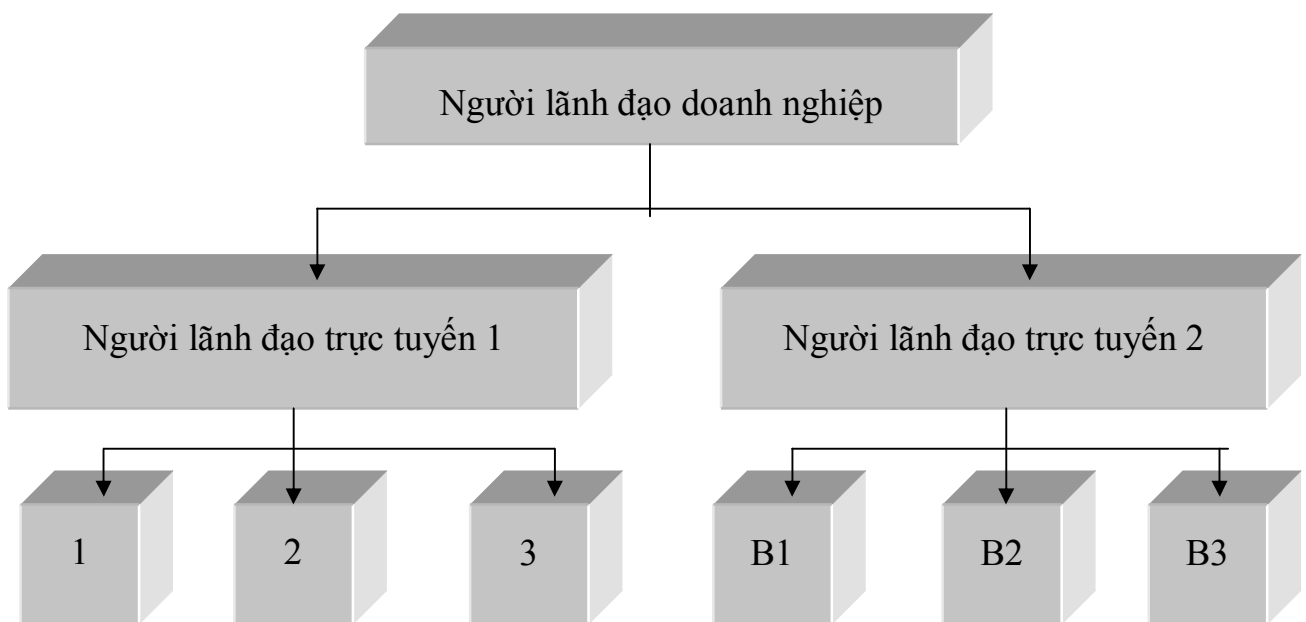 Người lãnh đạo doanh nghiệp
Người lãnh đạo trực tuyến 1
Người lãnh đạo trực tuyến 2
1
2
3
B1
B2
B3